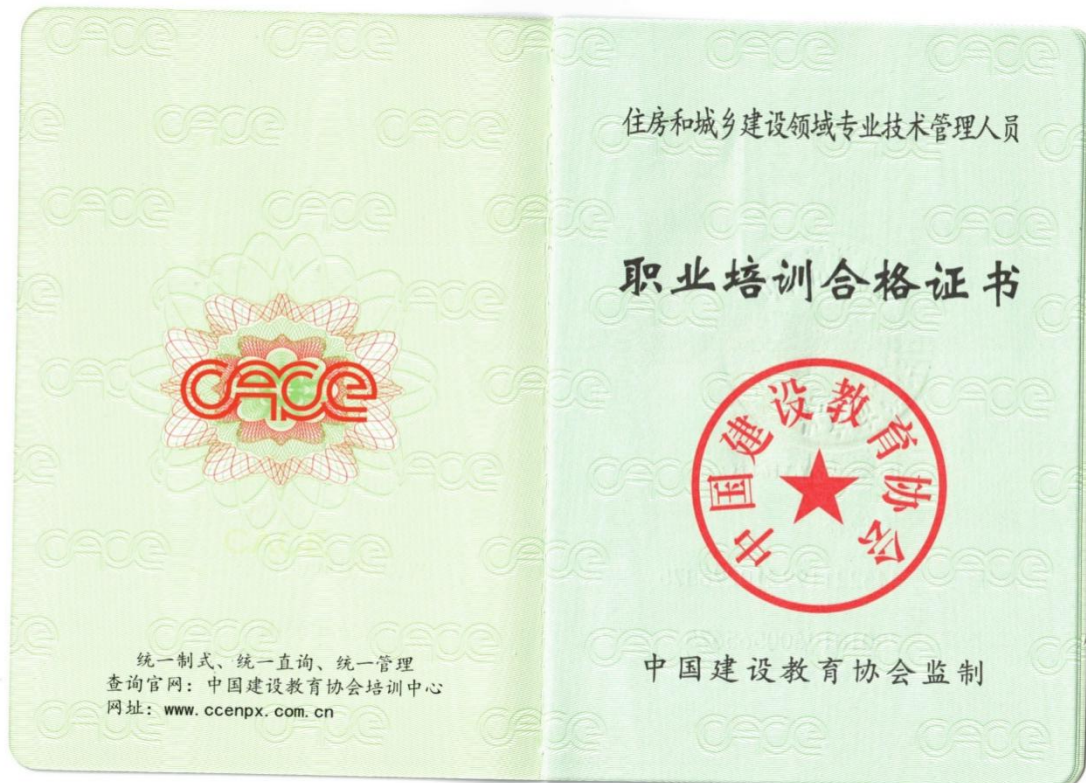 CACE
统一制式、统一直询、统一管理
查询官网：中国建设教育协会培训中心
网址：www.ccenpx.com.cn
住房和城乡建设领域专业技术管理人员
职业培训合格证书
中国建设教育协会
中国建设教育协会监制